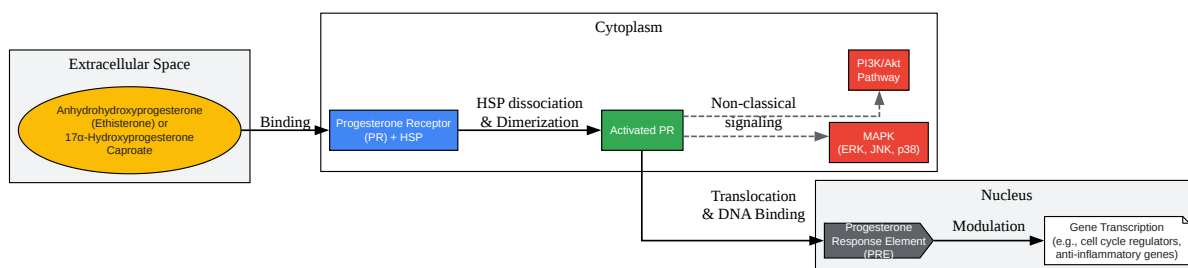 Extracellular Space
Anhydrohydroxyprogesterone
(Ethisterone) or
17α-Hydroxyprogesterone
Caproate
Binding
Cytoplasm
Progesterone Receptor
(PR) + HSP
HSP dissociation
& Dimerization
Activated PR
Non-classical
signaling
PI3K/Akt
Pathway
MAPK
(ERK, JNK, p38)
Translocation
& DNA Binding
Nucleus
Progesterone
Response Element
(PRE)
Modulation
Gene Transcription
(e.g., cell cycle regulators,
anti-inflammatory genes)